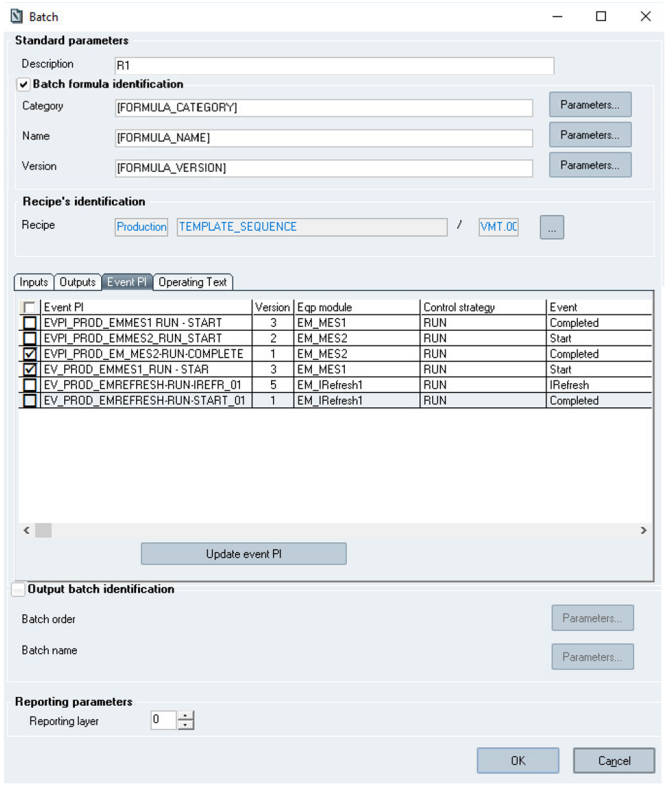 Batch
Standard parameters
Description R1
Batch formula identification
Category [FORMULA_CATEGORY] Parameters...
Name [FORMULA_NAME] Parameters...
Version [FORMULA_VERSION] Parameters...
Recipe's identification
Recipe Production TEMPLATE_SEQUENCE / VMT.00 ...
Inputs Outputs Event PI Operating Text
Event PI Version Eqp module Control strategy Event
EVPI_PROD_EMMES1 RUN - START 3 EM_MES1 RUN Completed
EVPI_PROD_EMMES2_RUN_START 2 EM_MES2 RUN Start
EVPI_PROD_EM_MES2-RUN-COMPLETE 1 EM_MES2 RUN Completed
EV_PROD_EMMES1_RUN - STAR 3 EM_MES1 RUN Start
EV_PROD_EMREFRESH-RUN-IREFR_01 5 EM_IRefresh1 RUN IRefresh
EV_PROD_EMREFRESH-RUN-START_01 1 EM_IRefresh1 RUN Completed
Update event PI
Output batch identification
Batch order Parameters...
Batch name Parameters...
Reporting parameters
Reporting layer 0
OK Cancel